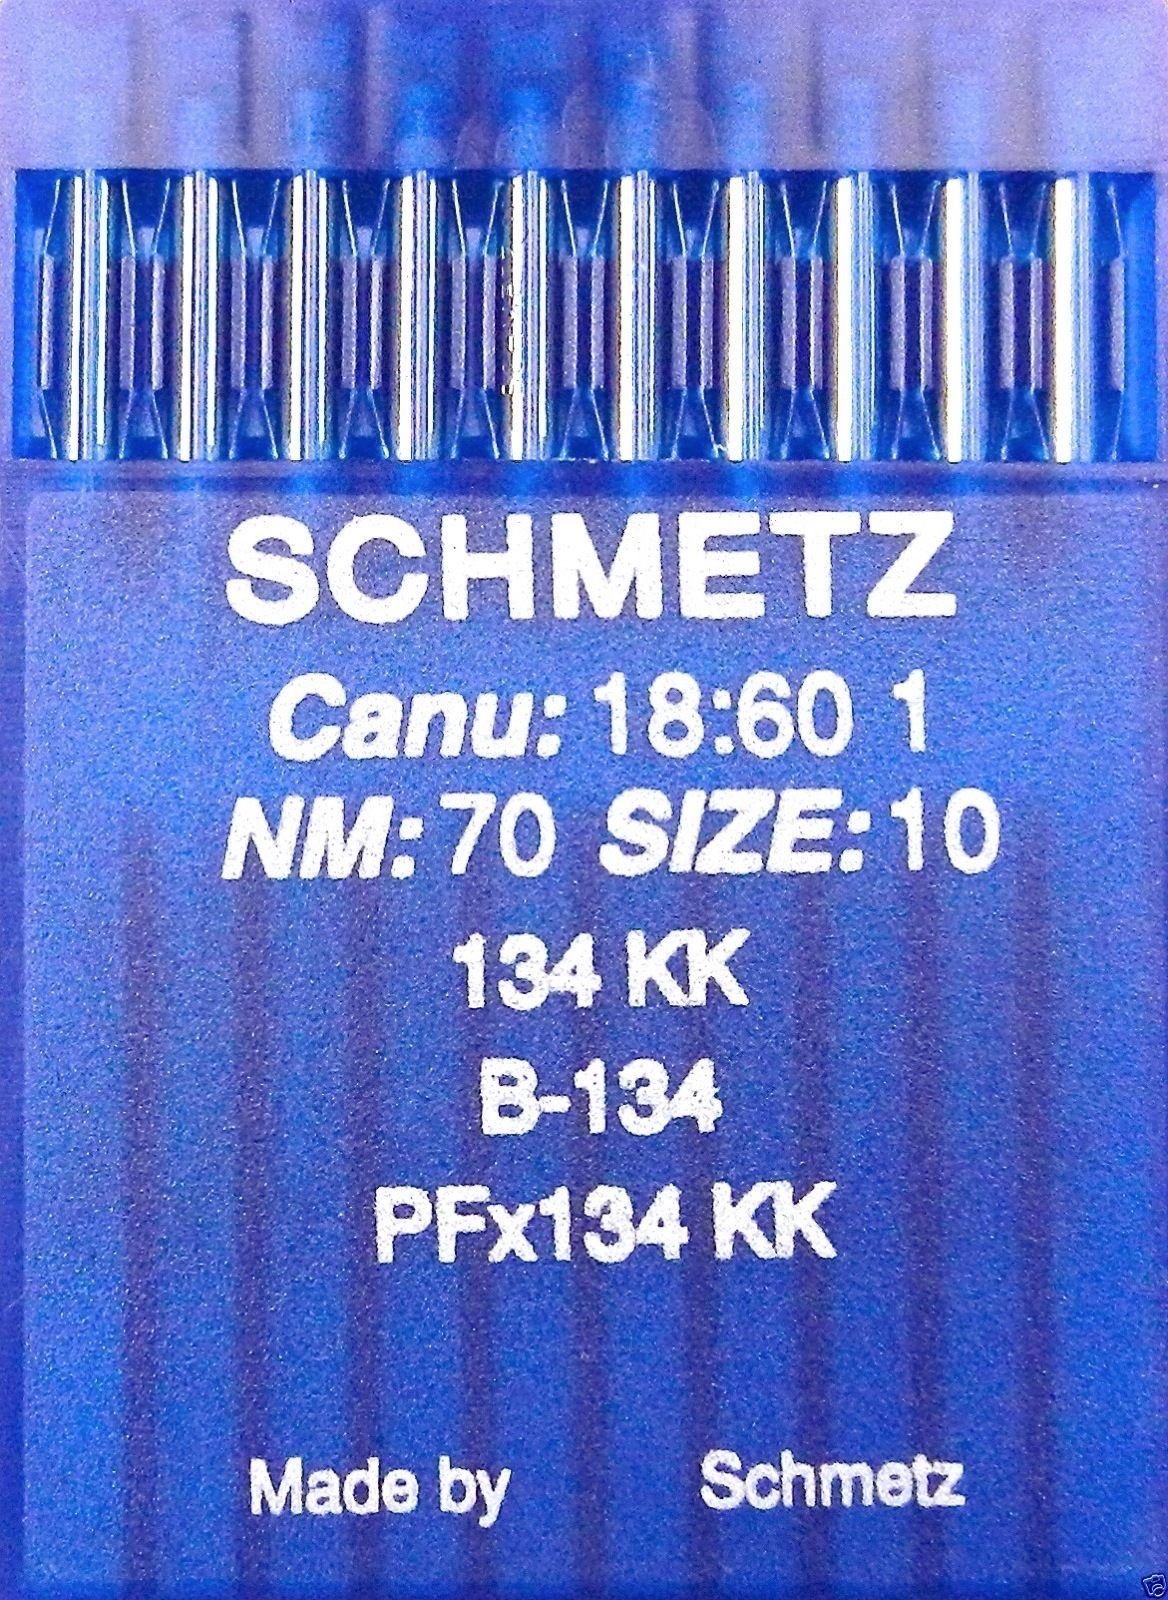 SCHMETZ
Canu: 18:60 1
NM: 70 SIZE: 10
134 KK
B-134
PFx134 KK
Made by Schmetz